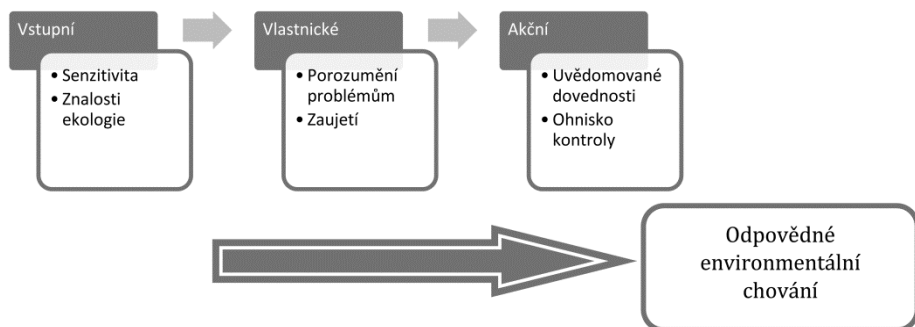 Vstupní
• Senzitivita
• Znalosti
ekologie
Vlastnické
• Porozumění
problémům
• Zaujetí
Akční
• Uvědomované
dovednosti
• Ohnisko
kontroly
Odpovědné
environmentální
chování